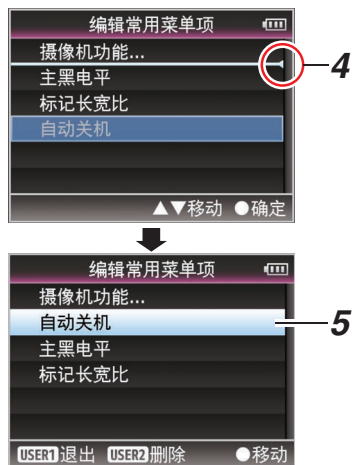 编辑常用菜单项
摄像机功能...
4
主黑电平
标记长宽比
自动关机
▲▼移动 ●确定
编辑常用菜单项
摄像机功能...
自动关机
5
主黑电平
标记长宽比
USER1退出 USER2删除 ●移动